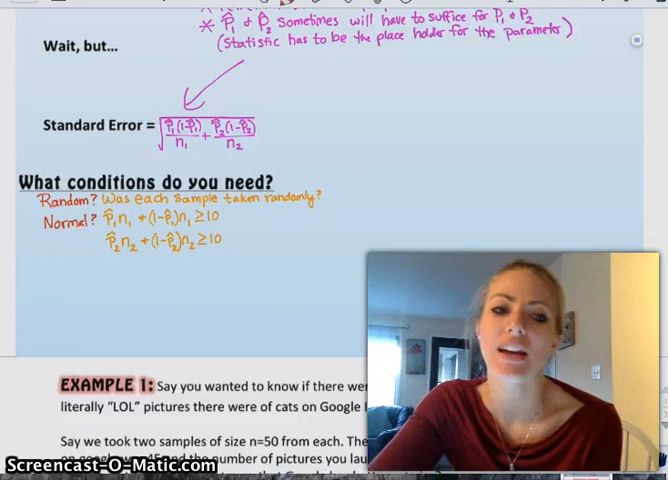 * P̂₁ & P̂₂ Sometimes will have to suffice for P₁ & P₂
(Statistic has to be the place holder for the parameter)
Wait, but...
Standard Error = √ P̂₁(1-P̂₁)/n₁ + P̂₂(1-P̂₂)/n₂
What conditions do you need?
Random? Was each sample taken randomly?
Normal? P̂₁n₁ + (1-P̂₁)n₁ ≥ 10
P̂₂n₂ + (1-P̂₂)n₂ ≥ 10
EXAMPLE 1: Say you wanted to know if there wer
literally "LOL" pictures there were of cats on Google
Say we took two samples of size n=50 from each. The
number of pictures you lau
Screencast-O-Matic.com